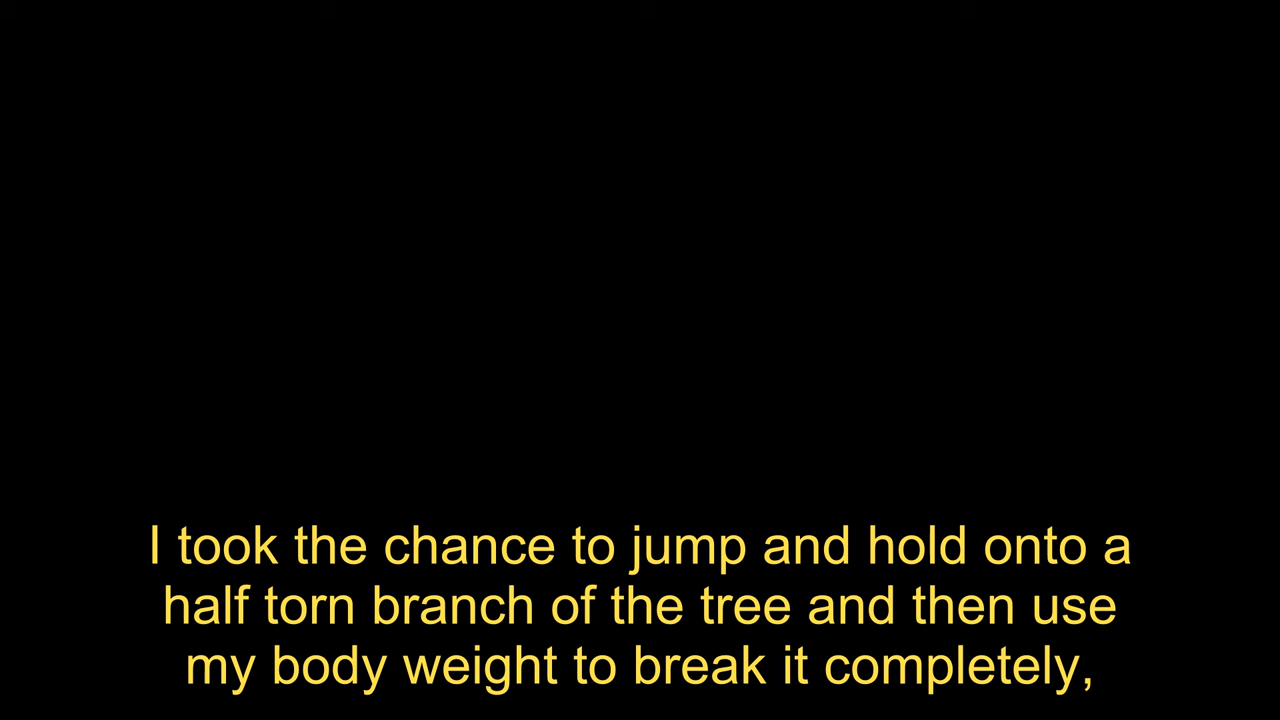 I took the chance to jump and hold onto a
half torn branch of the tree and then use
my body weight to break it completely,